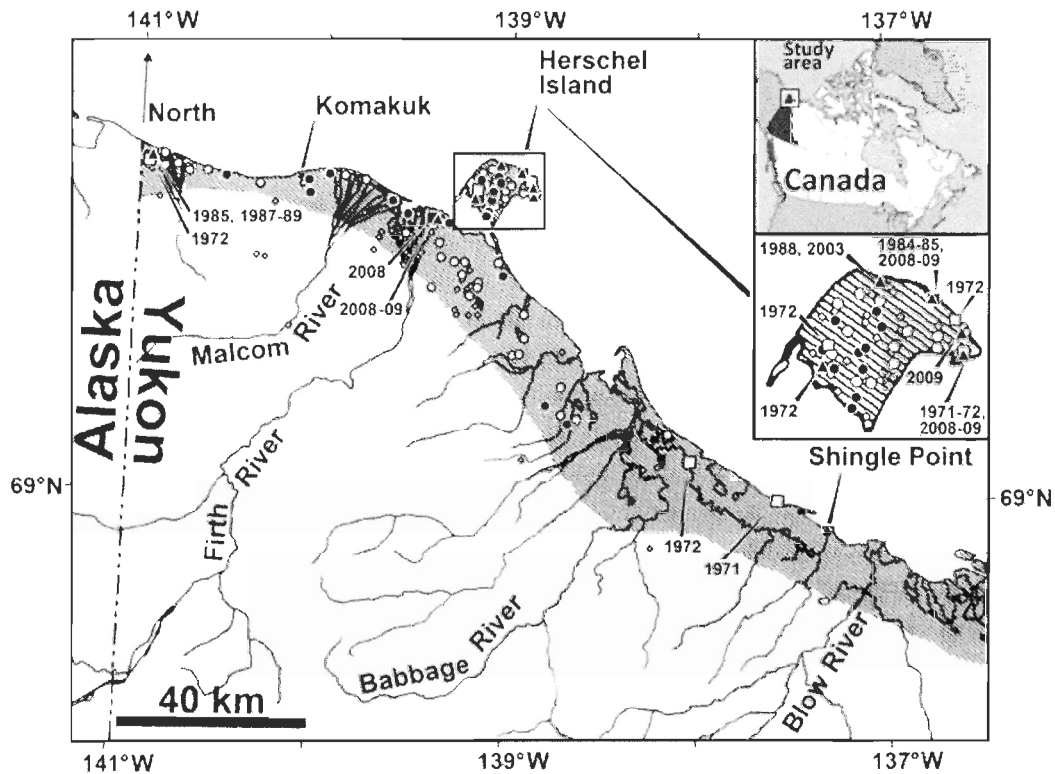 141°W
139°W
137°W
Herschel
Island
Study
area
North
Komakuk
Canada
1985, 1987-89
1972
2008
2008-09
1988, 2003
1984-85,
2008-09
1972
1972
2009
1972
1971-72,
2008-09
Alaska
Yukon
Malcom River
Shingle Point
69°N
69°N
Firth River
1972
1971
Babbage River
Blow River
40 km
141°W
139°W
137°W